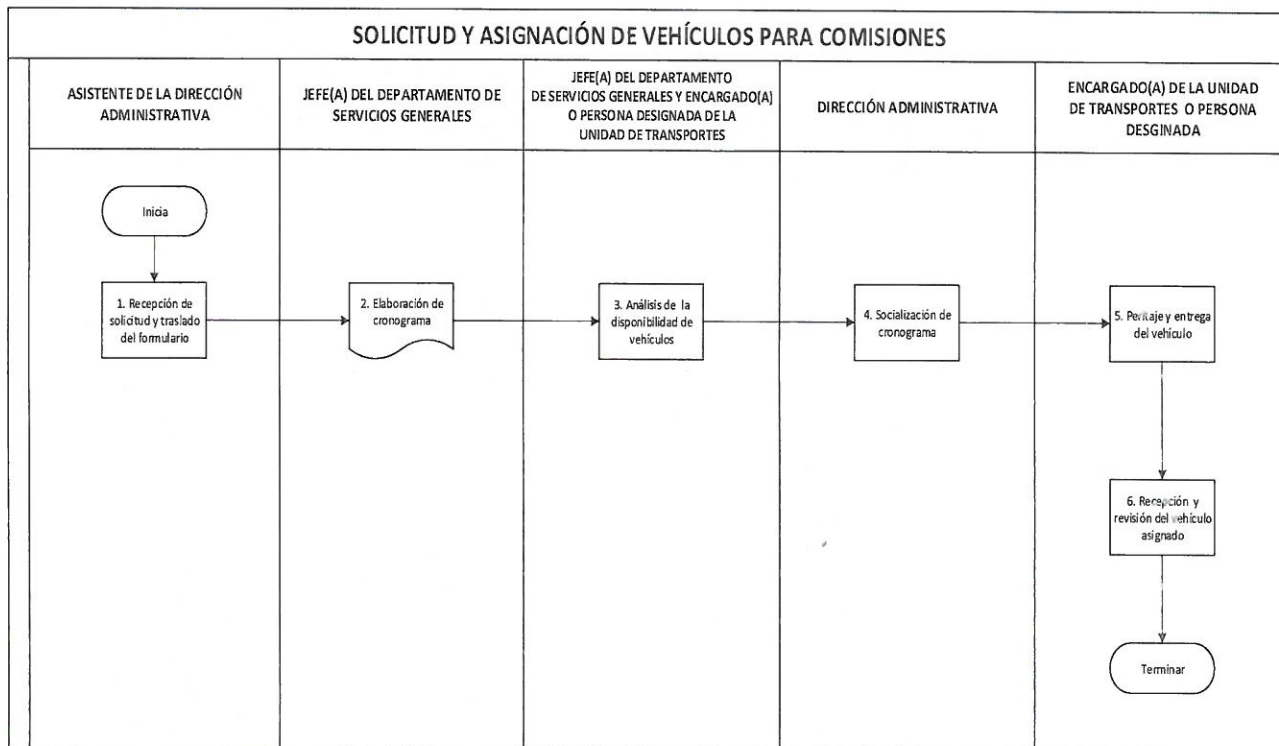 SOLICITUD Y ASIGNACIÓN DE VEHÍCULOS PARA COMISIONES
ASISTENTE DE LA DIRECCIÓN
ADMINISTRATIVA
JEFE(A) DEL DEPARTAMENTO DE
SERVICIOS GENERALES
JEFE(A) DEL DEPARTAMENTO
DE SERVICIOS GENERALES Y ENCARGADO(A)
O PERSONA DESIGNADA DE LA
UNIDAD DE TRANSPORTES
DIRECCIÓN ADMINISTRATIVA
ENCARGADO(A) DE LA UNIDAD
DE TRANSPORTES O PERSONA
DESGINADA
Inicia
1. Recepción de
solicitud y traslado
del formulario
2. Elaboración de
cronograma
3. Análisis de la
disponibilidad de
vehículos
4. Socialización de
cronograma
5. Peritaje y entrega
del vehículo
6. Recepción y
revisión del vehículo
asignado
Terminar